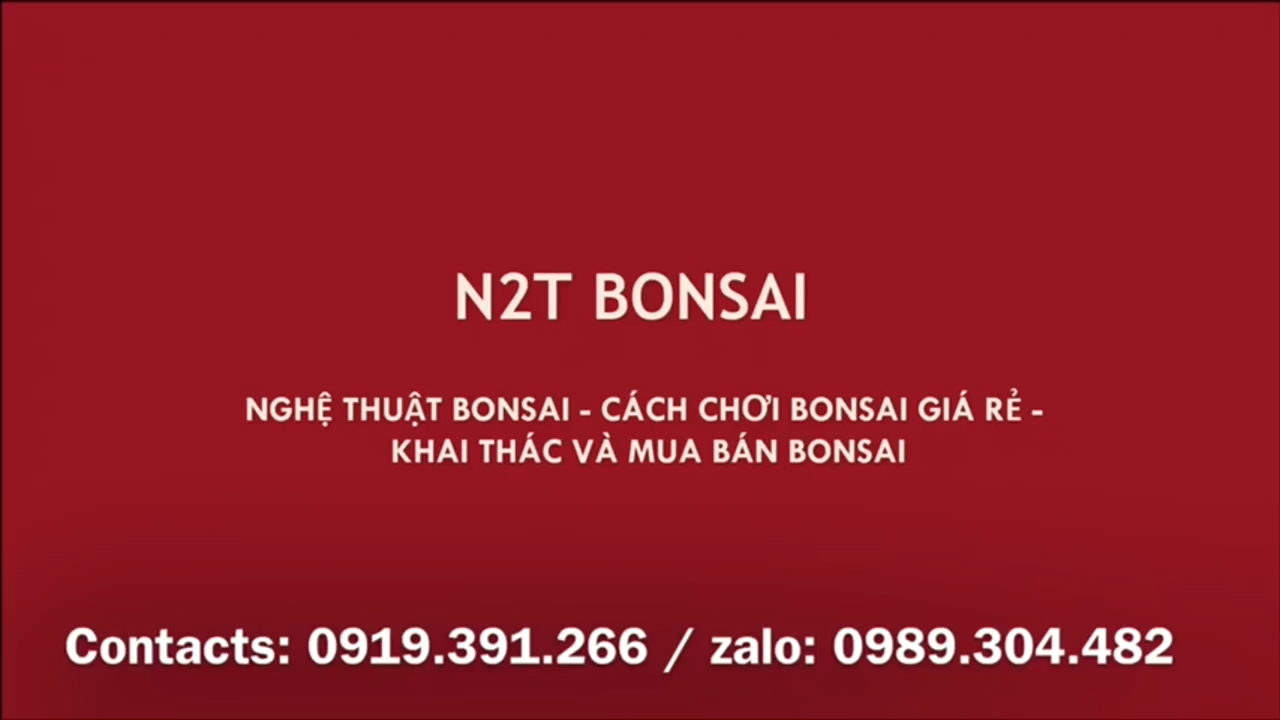 N2T BONSAI
NGHỆ THUẬT BONSAI - CÁCH CHƠI BONSAI GIÁ RẺ -
KHAI THÁC VÀ MUA BÁN BONSAI
Contacts: 0919.391.266 / zalo: 0989.304.482